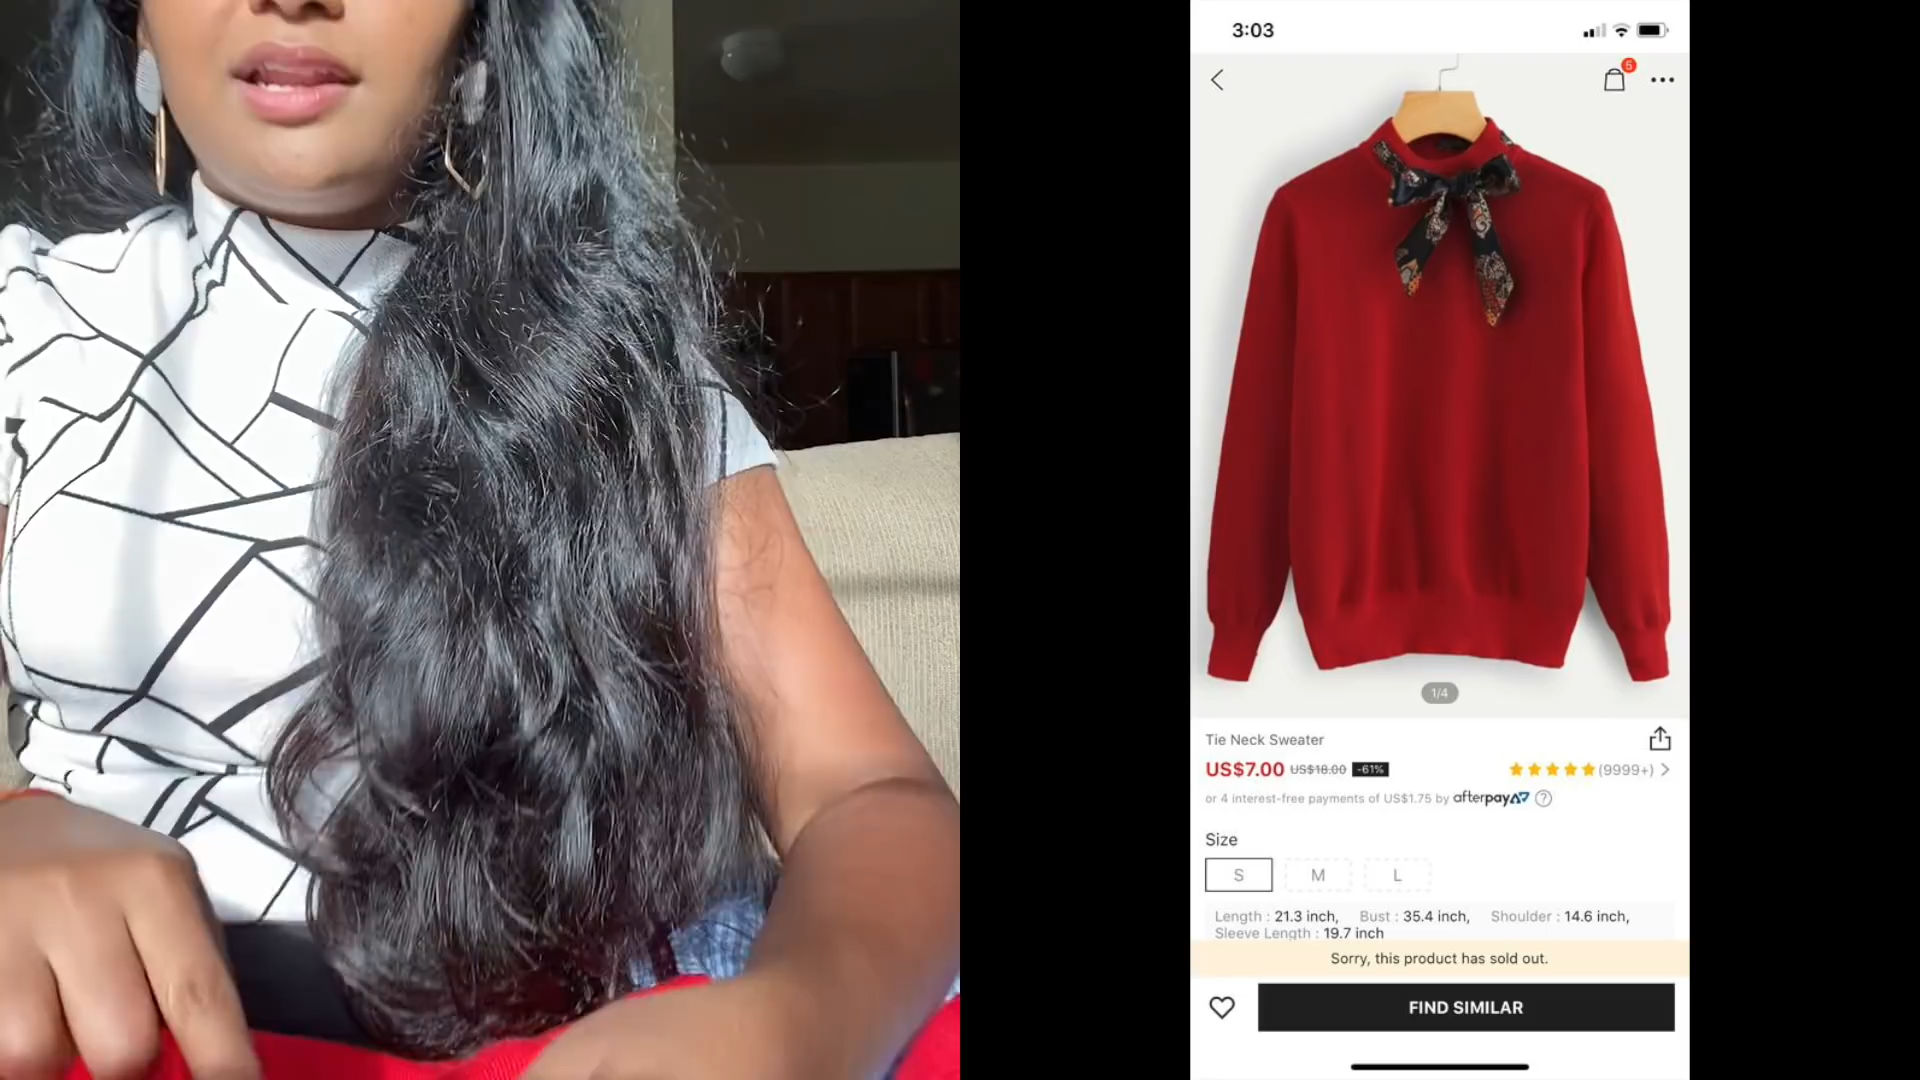 3:03
5
1/4
Tie Neck Sweater
US$7.00 US$18.00 -61% (9999+)
or 4 interest-free payments of US$1.75 by afterpay
Size
S M L
Length : 21.3 inch, Bust : 35.4 inch, Shoulder : 14.6 inch,
Sleeve Length : 19.7 inch
Sorry, this product has sold out.
FIND SIMILAR